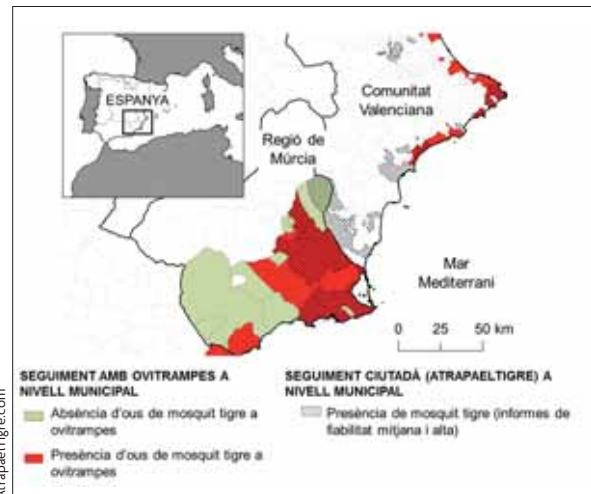 ESPANYA
Comunitat
Valenciana
Regió de
Múrcia
Mar
Mediterrani
0 25 50 km
SEGUIMENT AMB OVITRAMPES A
NIVELL MUNICIPAL
Absència d'ous de mosquit tigre a
ovitrampes
Presència d'ous de mosquit tigre a
ovitrampes
SEGUIMENT CIUTADÀ (ATRAPAELTIGRE) A
NIVELL MUNICIPAL
Presència de mosquit tigre (informes de
fiabilitat mitjana i alta)